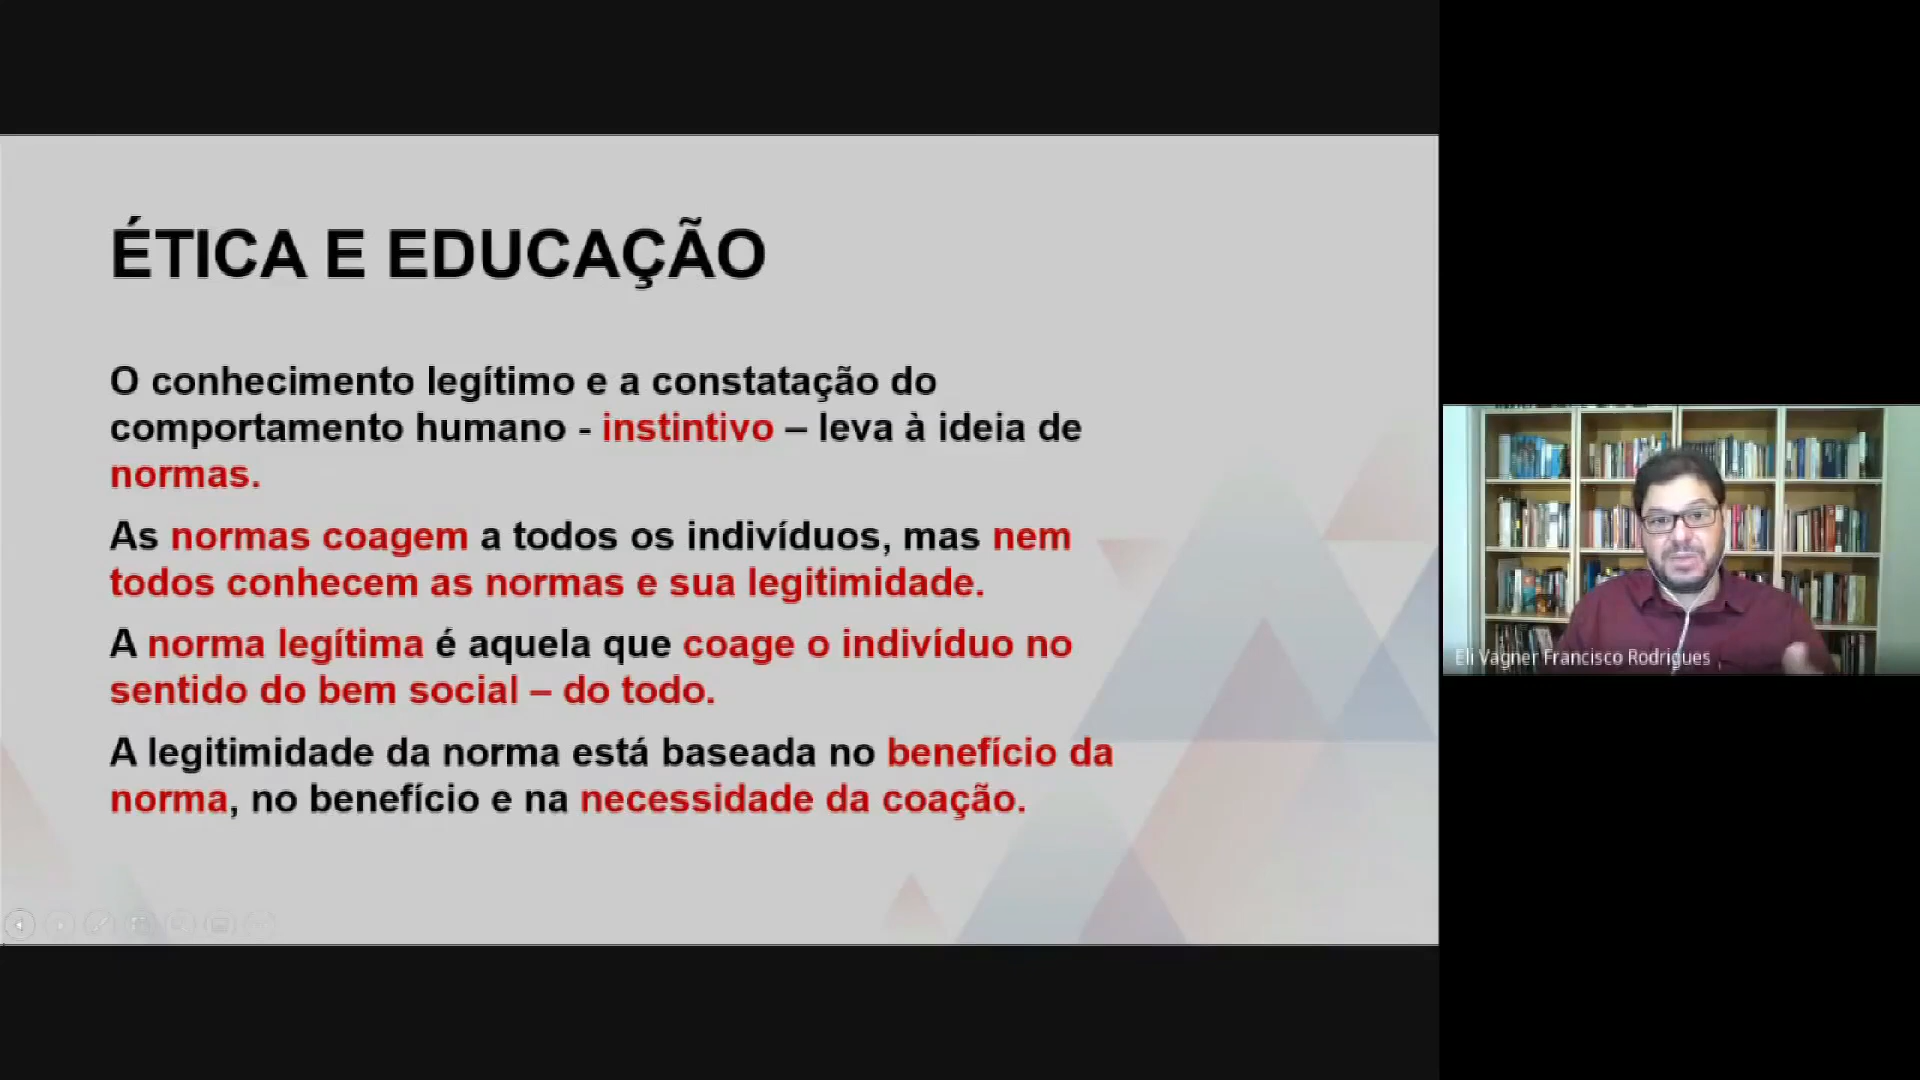 ÉTICA E EDUCAÇÃO
O conhecimento legítimo e a constatação do
comportamento humano - instintivo – leva à ideia de
normas.
As normas coagem a todos os indivíduos, mas nem
todos conhecem as normas e sua legitimidade.
A norma legítima é aquela que coage o indivíduo no
sentido do bem social – do todo.
A legitimidade da norma está baseada no benefício da
norma, no benefício e na necessidade da coação.
Eli Vagner Francisco Rodrigues